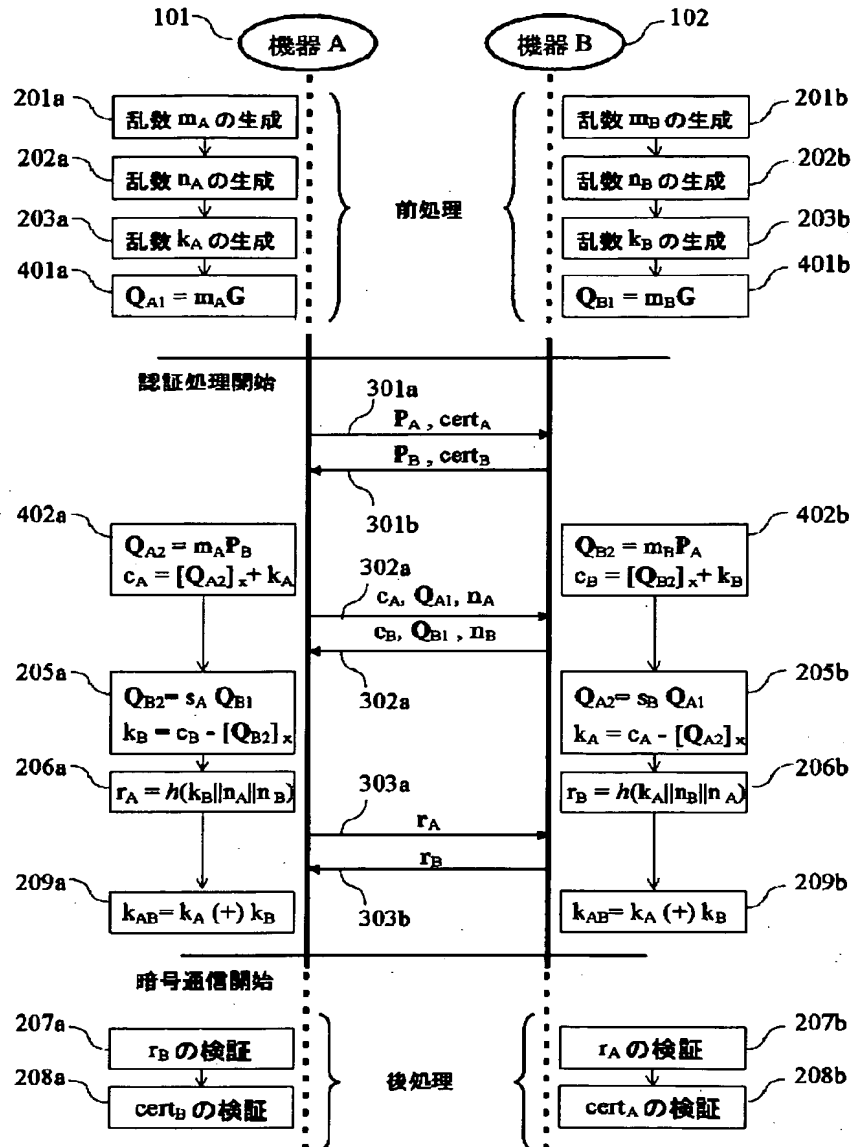 101
機器 A
機器 B
102
201a
乱数 mA の生成
201b
乱数 mB の生成
202a
乱数 nA の生成
202b
乱数 nB の生成
前処理
203a
乱数 kA の生成
203b
乱数 kB の生成
401a
QA1 = mAG
401b
QB1 = mBG
認証処理開始
301a
PA , certA
PB , certB
301b
402a
QA2 = mAPB
cA = [QA2]x + kA
402b
QB2 = mBPA
cB = [QB2]x + kB
302a
cA, QA1, nA
cB, QB1 , nB
302a
205a
QB2= sA QB1
kB = cB - [QB2]x
205b
QA2= sB QA1
kA = cA - [QA2]x
206a
rA = h(kB||nA||nB)
206b
rB = h(kA||nB||nA)
303a
rA
rB
303b
209a
kAB= kA (+) kB
209b
kAB= kA (+) kB
暗号通信開始
207a
rB の検証
207b
rA の検証
後処理
208a
certB の検証
208b
certA の検証